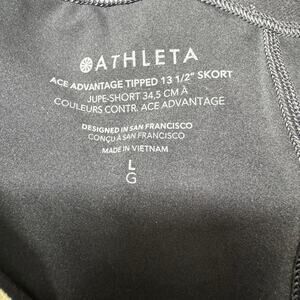 ATHLETA
ACE ADVANTAGE TIPPED 13 1/2" SKORT
JUPE-SHORT 34,5 CM À
COULEURS CONTR. ACE ADVANTAGE
DESIGNED IN SAN FRANCISCO
CONÇU À SAN FRANCISCO
MADE IN VIETNAM
L
G